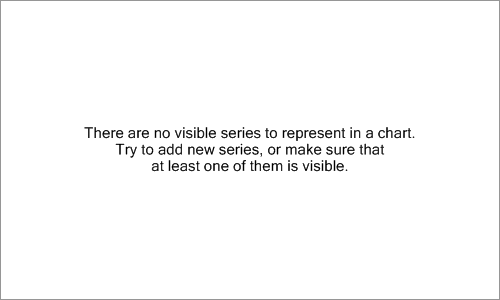 There are no visible series to represent in a chart.
Try to add new series, or make sure that
at least one of them is visible.